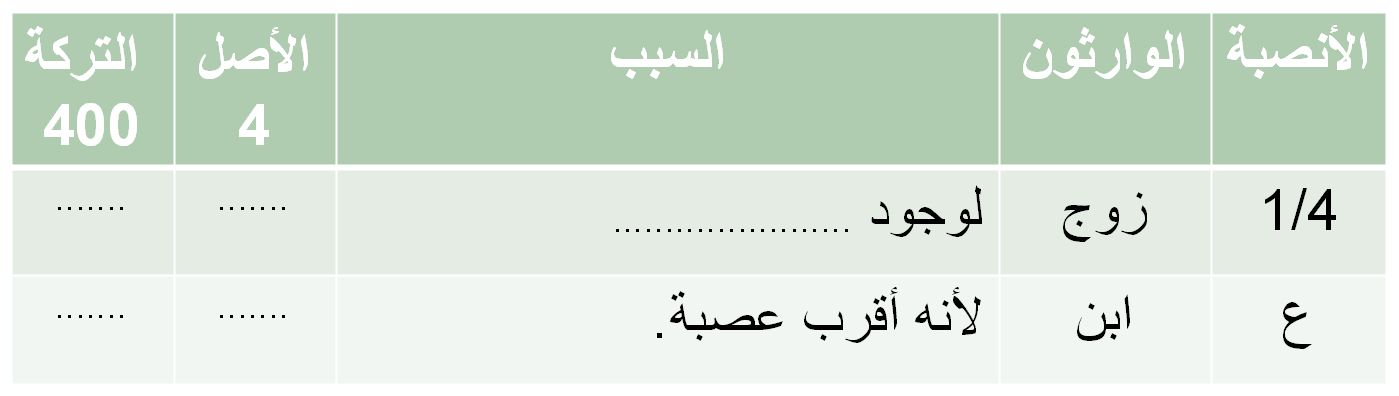 الأنصبة الوارثون السبب الأصل 4 التركة 400
1/4 زوج لوجود ..................... ....... .......
ع ابن لأنه أقرب عصبة. ....... .......